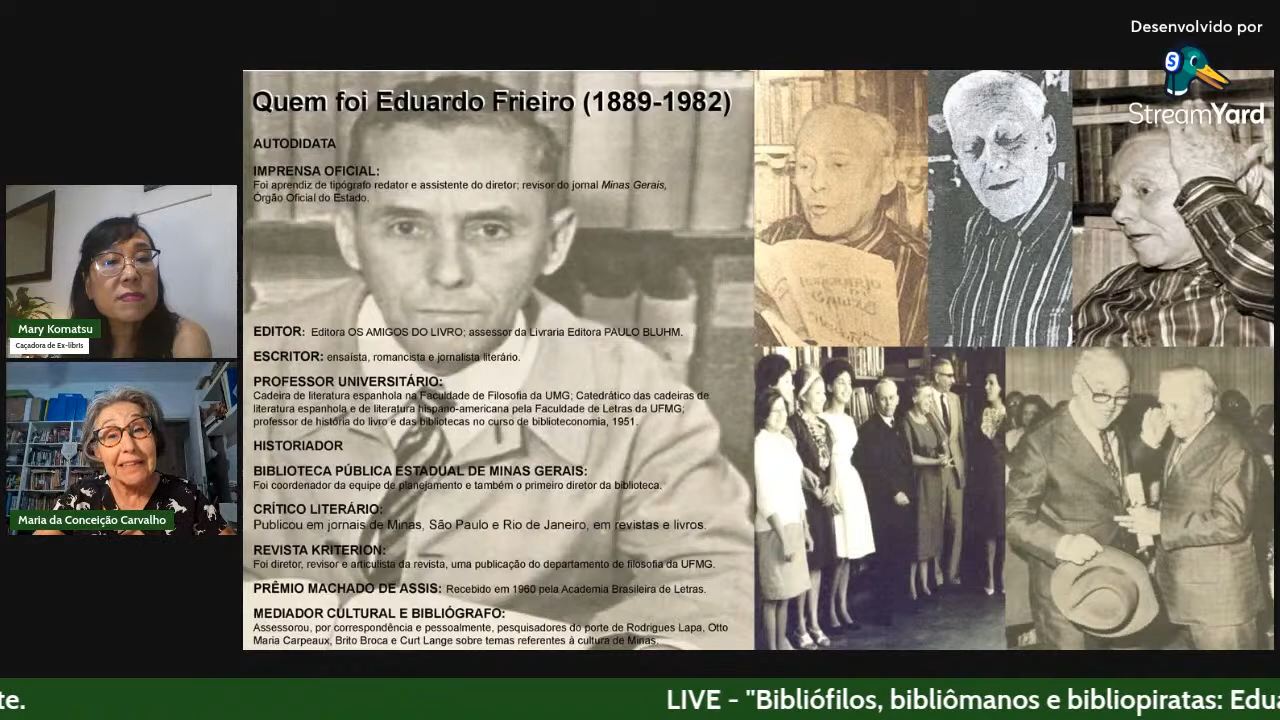 Desenvolvido por
StreamYard
Quem foi Eduardo Frieiro (1889-1982)
AUTODIDATA
IMPRENSA OFICIAL:
Foi aprendiz de tipógrafo redator e assistente do diretor; revisor do jornal Minas Gerais,
Órgão Oficial do Estado.
EDITOR: Editora OS AMIGOS DO LIVRO; assessor da Livraria Editora PAULO BLUHM.
ESCRITOR: ensaísta, romancista e jornalista literário.
PROFESSOR UNIVERSITÁRIO:
Cadeira de literatura espanhola na Faculdade de Filosofia da UMG; Catedrático das cadeiras de
literatura espanhola e de literatura hispano-americana pela Faculdade de Letras da UFMG;
professor de história do livro e das bibliotecas no curso de biblioteconomia, 1951.
HISTORIADOR
BIBLIOTECA PÚBLICA ESTADUAL DE MINAS GERAIS:
Foi coordenador da equipe de planejamento e também o primeiro diretor da biblioteca.
CRÍTICO LITERÁRIO:
Publicou em jornais de Minas, São Paulo e Rio de Janeiro, em revistas e livros.
REVISTA KRITERION:
Foi diretor, revisor e articulista da revista, uma publicação do departamento de filosofia da UFMG.
PRÊMIO MACHADO DE ASSIS: Recebido em 1960 pela Academia Brasileira de Letras.
MEDIADOR CULTURAL E BIBLIÓGRAFO:
Assessorou, por correspondência e pessoalmente, pesquisadores do porte de Rodrigues Lapa, Otto
Maria Carpeaux, Brito Broca e Curt Lange sobre temas referentes à cultura de Minas.
Mary Komatsu
Caçadora de Ex-libris
Maria da Conceição Carvalho
te.
LIVE - "Bibliófilos, bibliômanos e bibliopiratas: Edua